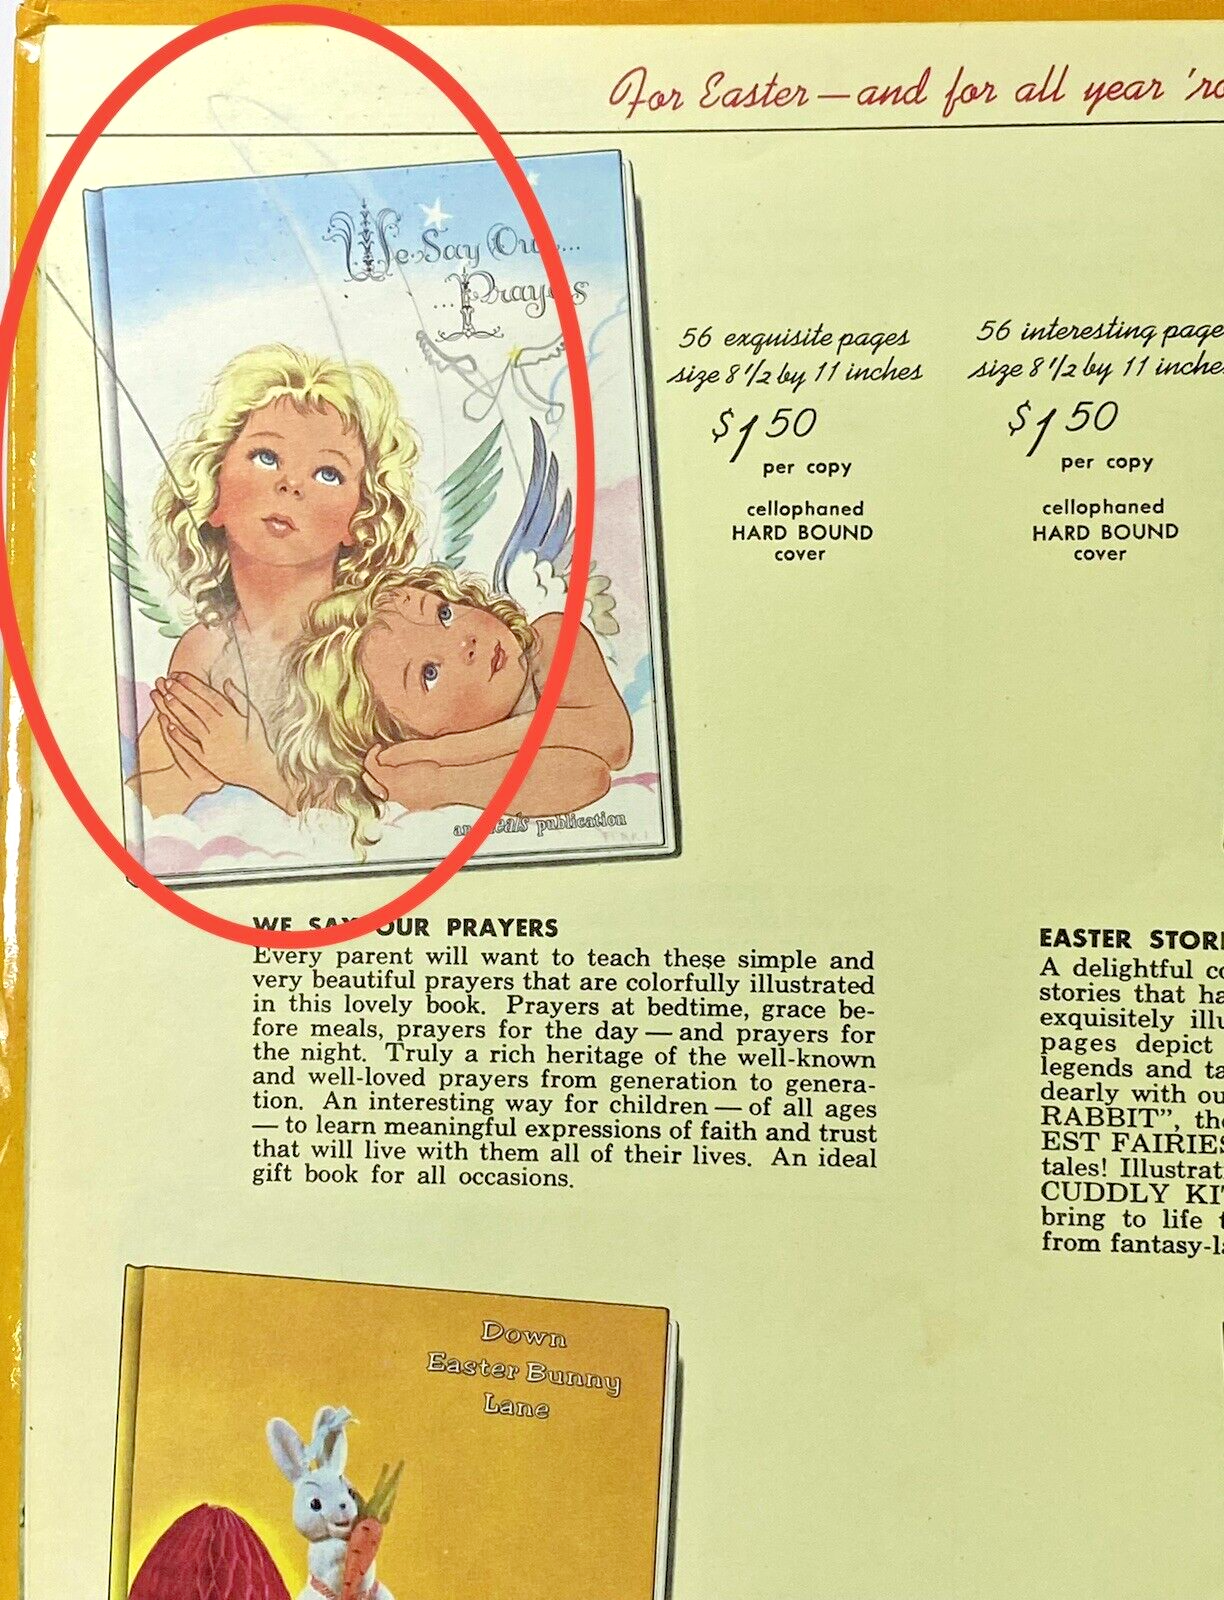 For Easter—and for all year
We Say Our...
...Prayers
an ideals publication
56 exquisite pages
size 8 1/2 by 11 inches
$1.50
per copy
cellophaned
HARD BOUND
cover
56 interesting page
size 8 1/2 by 11 inche
$1.50
per copy
cellophaned
HARD BOUND
cover
WE SAY OUR PRAYERS
Every parent will want to teach these simple and
very beautiful prayers that are colorfully illustrated
in this lovely book. Prayers at bedtime, grace be-
fore meals, prayers for the day — and prayers for
the night. Truly a rich heritage of the well-known
and well-loved prayers from generation to genera-
tion. An interesting way for children — of all ages
— to learn meaningful expressions of faith and trust
that will live with them all of their lives. An ideal
gift book for all occasions.
EASTER STORI
A delightful co
stories that ha
exquisitely illu
pages depict
legends and ta
dearly with ou
RABBIT”, the
EST FAIRIES
tales! Illustrat
CUDDLY KI
bring to life t
from fantasy-la
Down
Easter Bunny
Lane